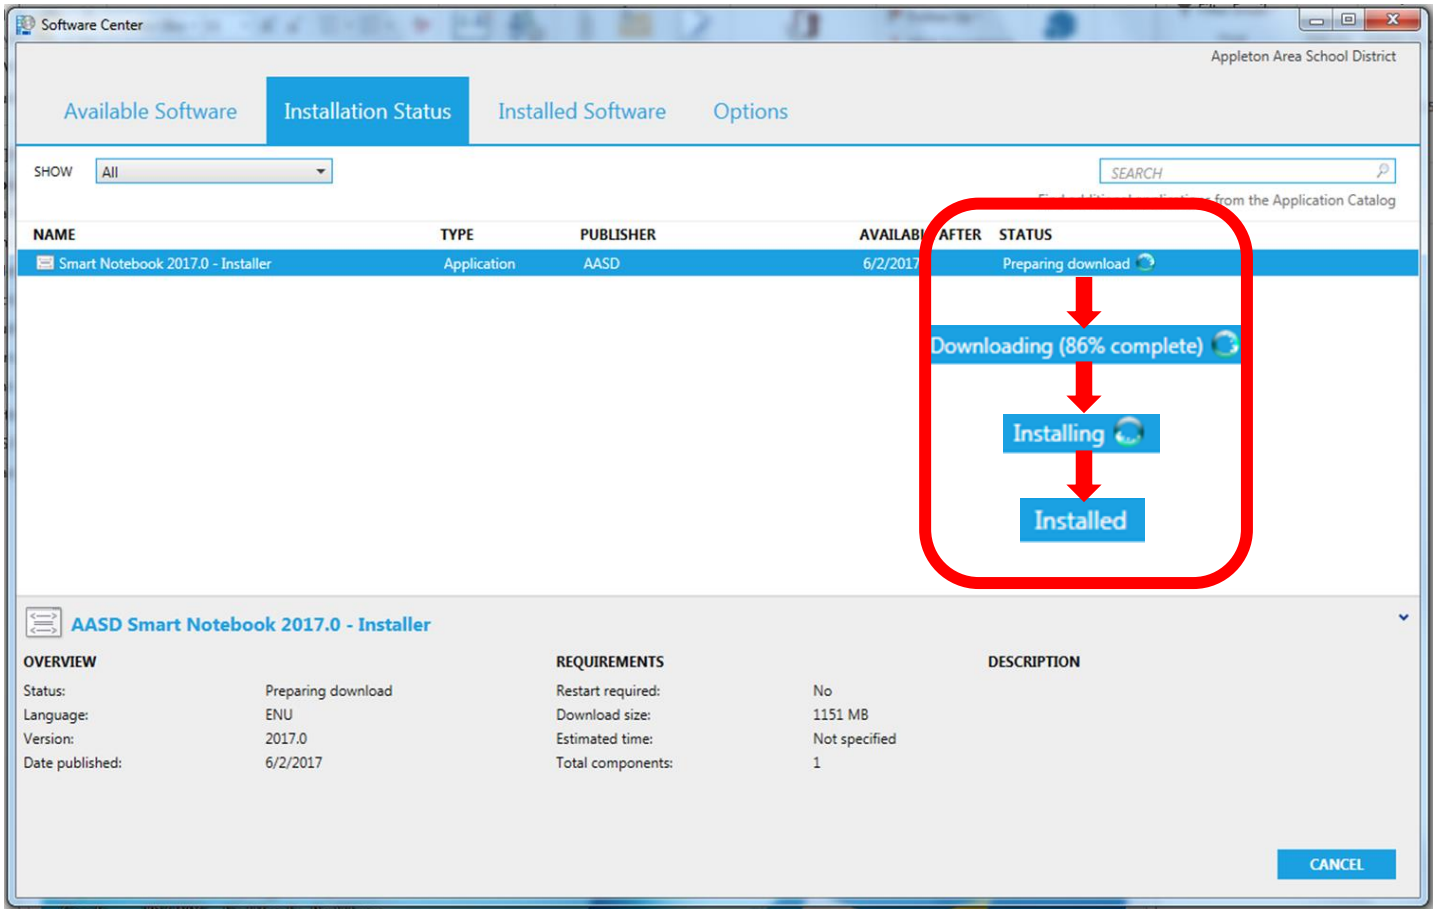 Software Center
Appleton Area School District
Available Software Installation Status Installed Software Options
SHOW All SEARCH
from the Application Catalog
NAME TYPE PUBLISHER AVAILABL AFTER STATUS
Smart Notebook 2017.0 - Installer Application AASD 6/2/2017 Preparing download
Downloading (86% complete)
Installing
Installed
AASD Smart Notebook 2017.0 - Installer
OVERVIEW REQUIREMENTS DESCRIPTION
Status: Preparing download Restart required: No
Language: ENU Download size: 1151 MB
Version: 2017.0 Estimated time: Not specified
Date published: 6/2/2017 Total components: 1
CANCEL